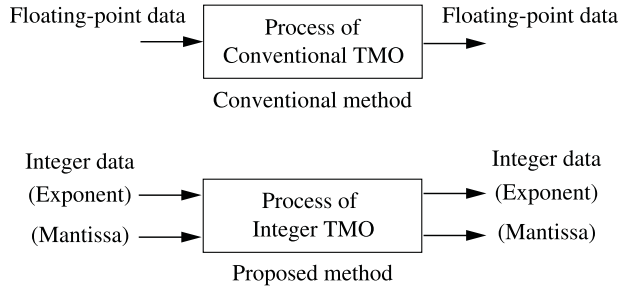 Floating-point data
Process of
Conventional TMO
Floating-point data
Conventional method
Integer data
(Exponent)
(Mantissa)
Process of
Integer TMO
Integer data
(Exponent)
(Mantissa)
Proposed method